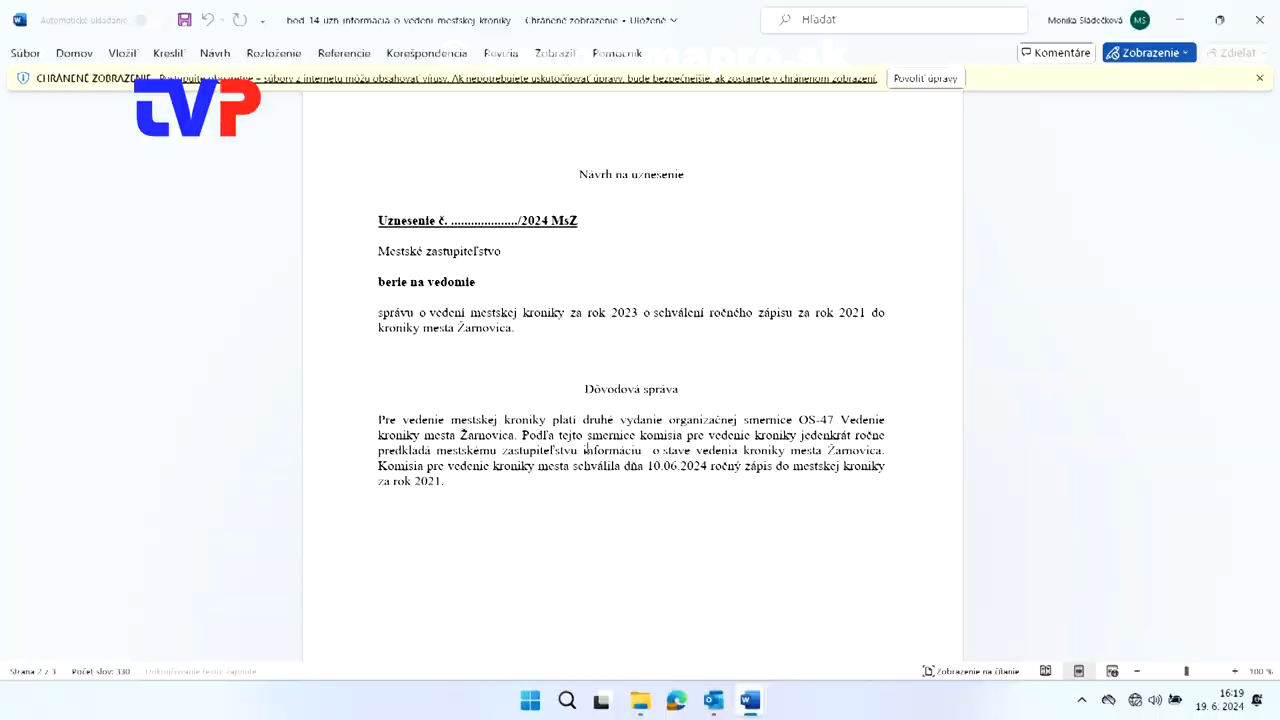 Automatické ukladanie
bod_14_uzn_informacia_o_vedeni_mestskej_kroniky - Chránené zobrazenie • Uložené
Hľadať
Monika Sládečková
MS
Súbor Domov Vložiť Kresliť Návrh Rozloženie Referencie Korešpondencia Revízia Zobraziť Pomocník
Komentáre
Zobrazenie
Zdieľať
CHRÁNENÉ ZOBRAZENIE Postupujte obozretne – súbory z internetu môžu obsahovať vírusy. Ak nepotrebujete uskutočňovať úpravy, bude bezpečnejšie, ak zostanete v chránenom zobrazení.
Povoliť úpravy
tVP
Návrh na uznesenie
Uznesenie č. ..................../2024 MsZ
Mestské zastupiteľstvo
berie na vedomie
správu o vedení mestskej kroniky za rok 2023 o schválení ročného zápisu za rok 2021 do
kroniky mesta Žarnovica.
Dôvodová správa
Pre vedenie mestskej kroniky platí druhé vydanie organizačnej smernice OS-47 Vedenie
kroniky mesta Žarnovica. Podľa tejto smernice komisia pre vedenie kroniky jedenkrát ročne
predkladá mestskému zastupiteľstvu informáciu o stave vedenia kroniky mesta Žarnovica.
Komisia pre vedenie kroniky mesta schválila dňa 10.06.2024 ročný zápis do mestskej kroniky
za rok 2021.
Strana 2 z 3
Počet slov: 330
Zobrazenie na čítanie
100 %
16:19
19. 6. 2024